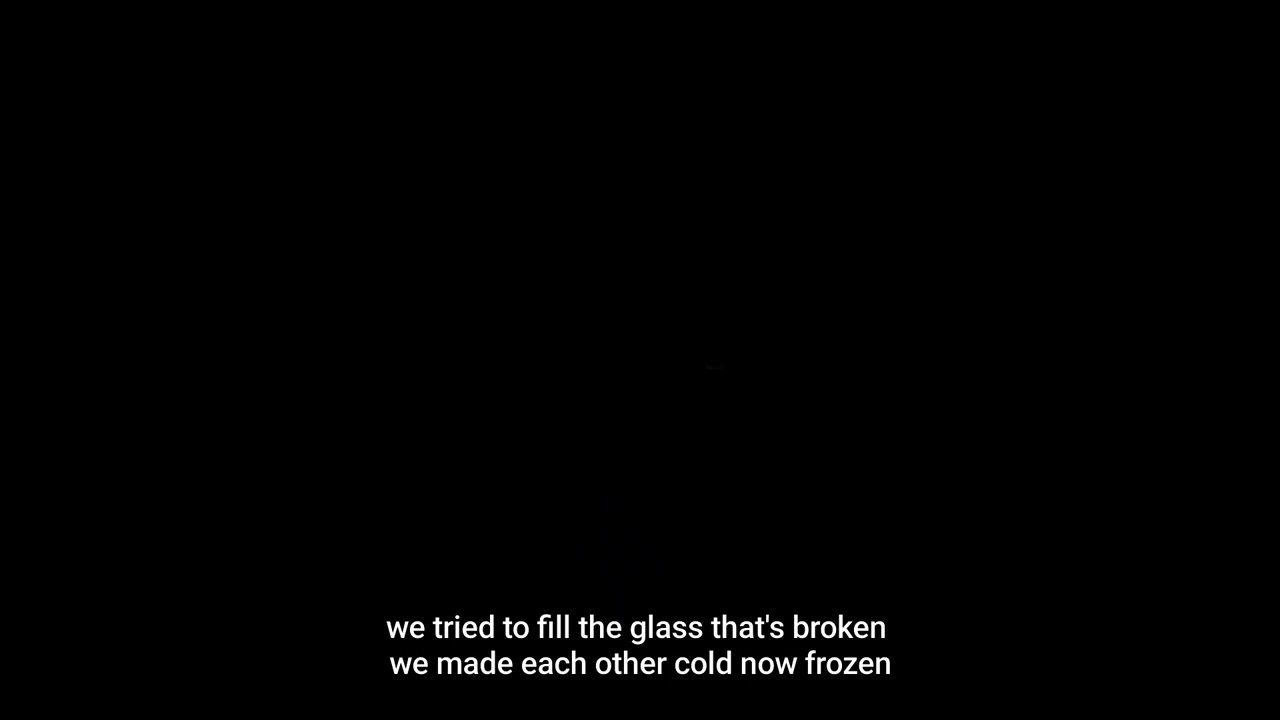 we tried to fill the glass that's broken
we made each other cold now frozen